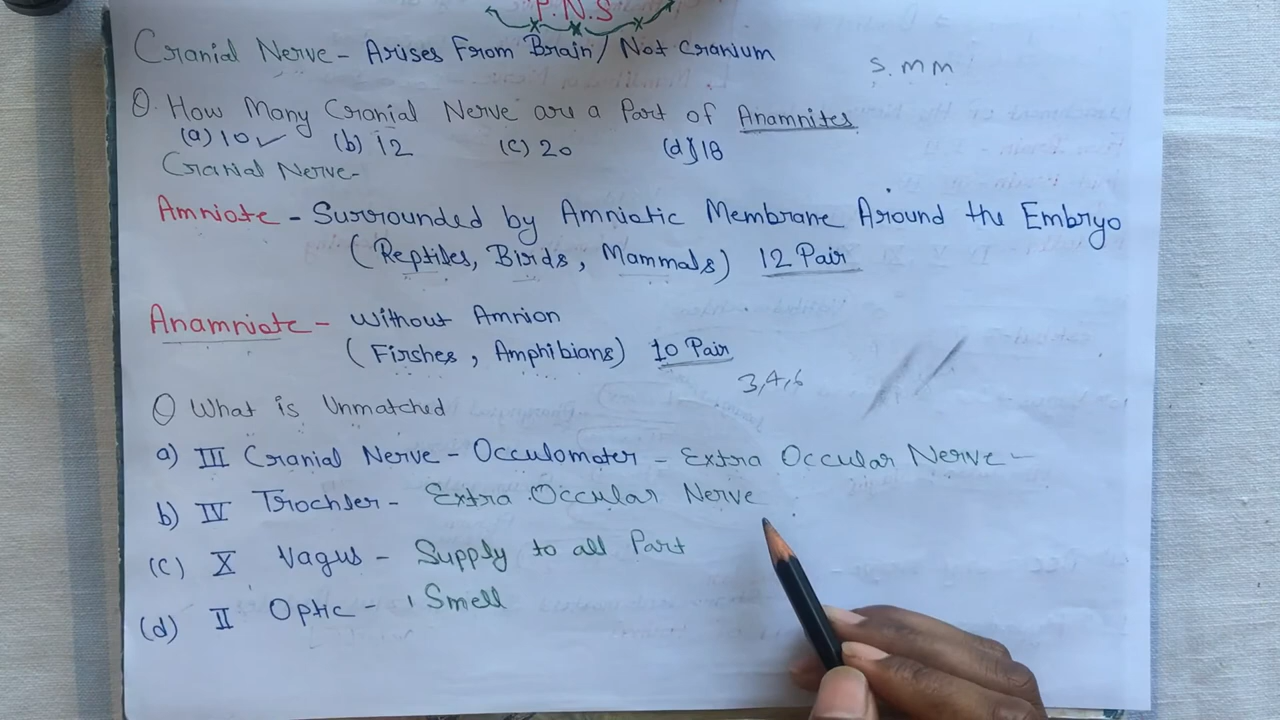 P.N.S
Cranial Nerve - Arises From Brain / Not Cranium
S.MM
Q. How Many Cranial Nerve are a Part of Anamnites
(a) 10 ✓ (b) 12 (c) 20 (d) 18
Cranial Nerve-
Amniote - Surrounded by Amniatic Membrane Around the Embryo
(Reptiles, Birds, Mammals) 12 Pair
Anamniote - Without Amnion
(Firshes, Amphibians) 10 Pair
3,4,6
Q What is Unmatched
a) III Cranial Nerve - Occulomoter - Extra Occular Nerve -
b) IV Trochler - Extra Occular Nerve
(c) X Vagus - Supply to all Part
(d) II Optic - Smell